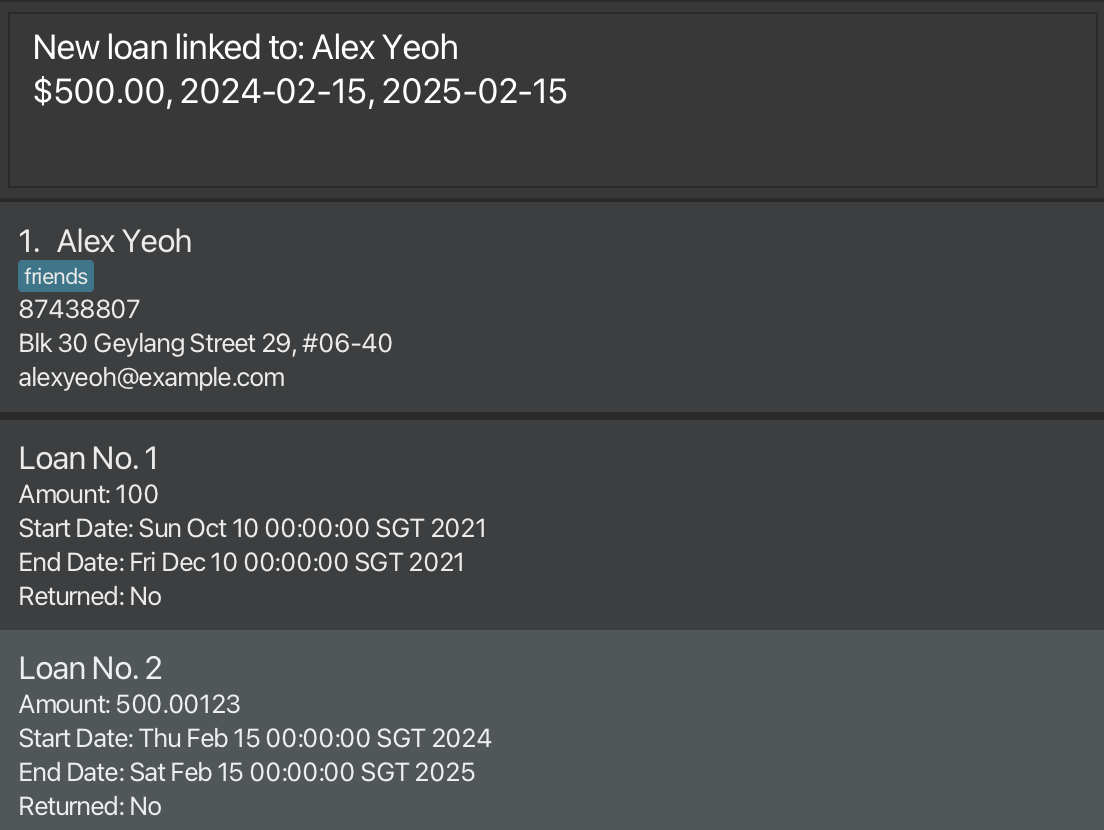 New loan linked to: Alex Yeoh
$500.00, 2024-02-15, 2025-02-15
1. Alex Yeoh
friends
87438807
Blk 30 Geylang Street 29, #06-40
alexyeoh@example.com
Loan No. 1
Amount: 100
Start Date: Sun Oct 10 00:00:00 SGT 2021
End Date: Fri Dec 10 00:00:00 SGT 2021
Returned: No
Loan No. 2
Amount: 500.00123
Start Date: Thu Feb 15 00:00:00 SGT 2024
End Date: Sat Feb 15 00:00:00 SGT 2025
Returned: No